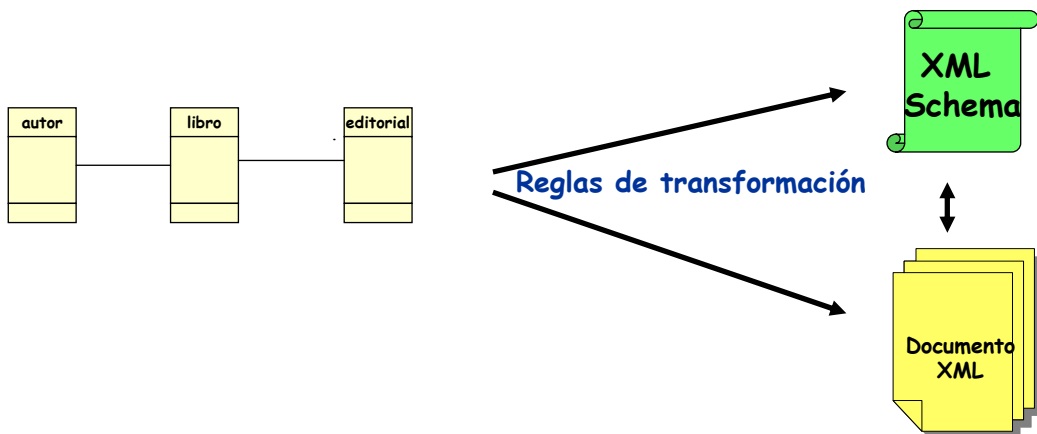 autor
libro
editorial
Reglas de transformación
XML
Schema
Documento
XML